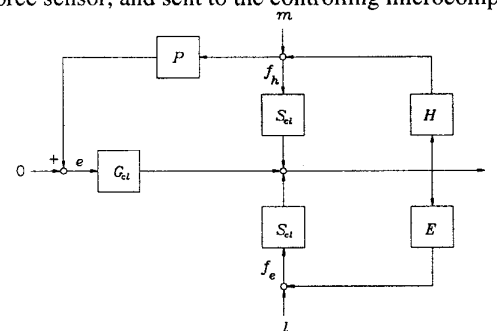 force sensor, and sent to the controlling microcomp
m
P
f_h
S_cl
H
0
+
e
G_cl
S_cl
E
f_e
l